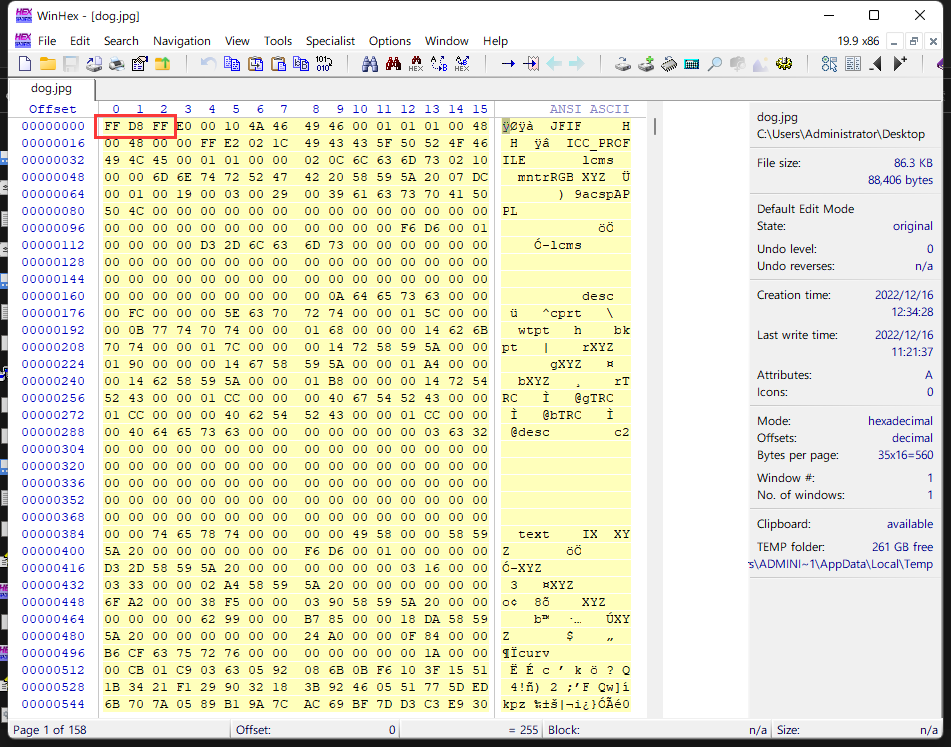 WinHex - [dog.jpg]
File Edit Search Navigation View Tools Specialist Options Window Help 19.9 x86
dog.jpg
Offset 0 1 2 3 4 5 6 7 8 9 10 11 12 13 14 15 ANSI ASCII
00000000 FF D8 FF E0 00 10 4A 46 49 46 00 01 01 01 00 48 ÿØÿà JFIF H
00000016 00 48 00 00 FF E2 02 1C 49 43 43 5F 50 52 4F 46 H ÿâ ICC_PROF
00000032 49 4C 45 00 01 01 00 00 02 0C 6C 63 6D 73 02 10 ILE lcms
00000048 00 00 6D 6E 74 72 52 47 42 20 58 59 5A 20 07 DC mntrRGB XYZ Ü
00000064 00 01 00 19 00 03 00 29 00 39 61 63 73 70 41 50 ) 9acspAP
00000080 50 4C 00 00 00 00 00 00 00 00 00 00 00 00 00 00 PL
00000096 00 00 00 00 00 00 00 00 00 00 00 00 F6 D6 00 01 öÖ
00000112 00 00 00 00 D3 2D 6C 63 6D 73 00 00 00 00 00 00 Ó-lcms
00000128 00 00 00 00 00 00 00 00 00 00 00 00 00 00 00 00
00000144 00 00 00 00 00 00 00 00 00 00 00 00 00 00 00 00
00000160 00 00 00 00 00 00 00 00 00 0A 64 65 73 63 00 00 desc
00000176 00 FC 00 00 00 5E 63 70 72 74 00 00 01 5C 00 00 ü ^cprt \
00000192 00 0B 77 74 70 74 00 00 01 68 00 00 00 14 62 6B wtpt h bk
00000208 70 74 00 00 01 7C 00 00 00 14 72 58 59 5A 00 00 pt | rXYZ
00000224 01 90 00 00 00 14 67 58 59 5A 00 00 01 A4 00 00 gXYZ ¤
00000240 00 14 62 58 59 5A 00 00 01 B8 00 00 00 14 72 54 bXYZ ¸ rT
00000256 52 43 00 00 01 CC 00 00 00 40 67 54 52 43 00 00 RC Ì @gTRC
00000272 01 CC 00 00 00 40 62 54 52 43 00 00 01 CC 00 00 Ì @bTRC Ì
00000288 00 40 64 65 73 63 00 00 00 00 00 00 00 03 63 32 @desc c2
00000304 00 00 00 00 00 00 00 00 00 00 00 00 00 00 00 00
00000320 00 00 00 00 00 00 00 00 00 00 00 00 00 00 00 00
00000336 00 00 00 00 00 00 00 00 00 00 00 00 00 00 00 00
00000352 00 00 00 00 00 00 00 00 00 00 00 00 00 00 00 00
00000368 00 00 00 00 00 00 00 00 00 00 00 00 00 00 00 00
00000384 00 00 74 65 78 74 00 00 00 00 49 58 00 00 58 59 text IX XY
00000400 5A 20 00 00 00 00 00 00 F6 D6 00 01 00 00 00 00 Z öÖ
00000416 D3 2D 58 59 5A 20 00 00 00 00 00 00 03 16 00 00 Ó-XYZ
00000432 03 33 00 00 02 A4 58 59 5A 20 00 00 00 00 00 00 3 ¤XYZ
00000448 6F A2 00 00 38 F5 00 00 03 90 58 59 5A 20 00 00 o¢ 8õ XYZ
00000464 00 00 00 00 62 99 00 00 B7 85 00 00 18 DA 58 59 b™ ·… ÚXY
00000480 5A 20 00 00 00 00 00 00 24 A0 00 00 0F 84 00 00 Z $ „
00000496 B6 CF 63 75 72 76 00 00 00 00 00 00 00 1A 00 00 ¶Ïcurv
00000512 00 CB 01 C9 03 63 05 92 08 6B 0B F6 10 3F 15 51 Ë É c ’ k ö ? Q
00000528 1B 34 21 F1 29 90 32 18 3B 92 46 05 51 77 5D ED 4!ñ) 2 ;’F Qw]í
00000544 6B 70 7A 05 89 B1 9A 7C AC 69 BF 7D D3 C3 E9 30 kpz ‰±š|¬i¿}ÓÃé0
dog.jpg
C:\Users\Administrator\Desktop
File size: 86.3 KB
88,406 bytes
Default Edit Mode
State: original
Undo level: 0
Undo reverses: n/a
Creation time: 2022/12/16
12:34:28
Last write time: 2022/12/16
11:21:37
Attributes: A
Icons: 0
Mode: hexadecimal
Offsets: decimal
Bytes per page: 35x16=560
Window #: 1
No. of windows: 1
Clipboard: available
TEMP folder: 261 GB free
s\ADMINI~1\AppData\Local\Temp
Page 1 of 158 Offset: 0 = 255 Block: n/a Size: n/a